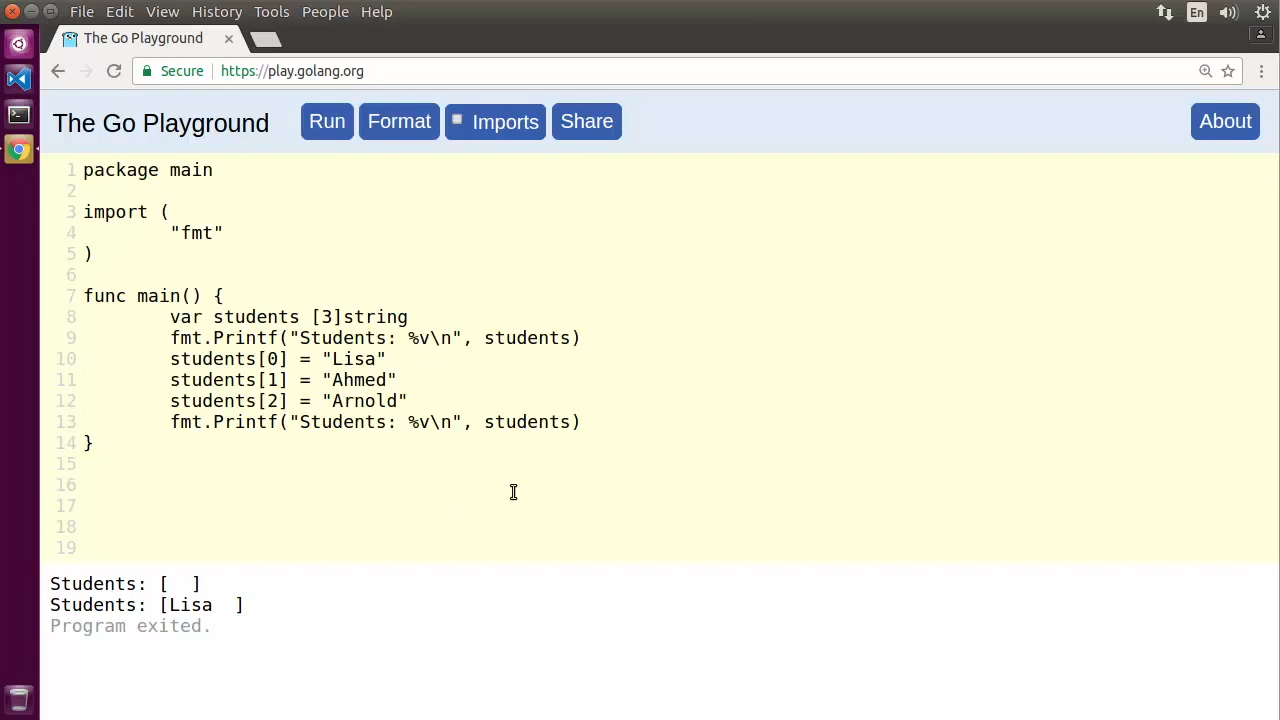 File Edit View History Tools People Help
En
The Go Playground
Secure https://play.golang.org
The Go Playground Run Format Imports Share About
1 package main
2
3 import (
4 "fmt"
5 )
6
7 func main() {
8 var students [3]string
9 fmt.Printf("Students: %v\n", students)
10 students[0] = "Lisa"
11 students[1] = "Ahmed"
12 students[2] = "Arnold"
13 fmt.Printf("Students: %v\n", students)
14 }
15
16
17
18
19
Students: [  ]
Students: [Lisa  ]
Program exited.